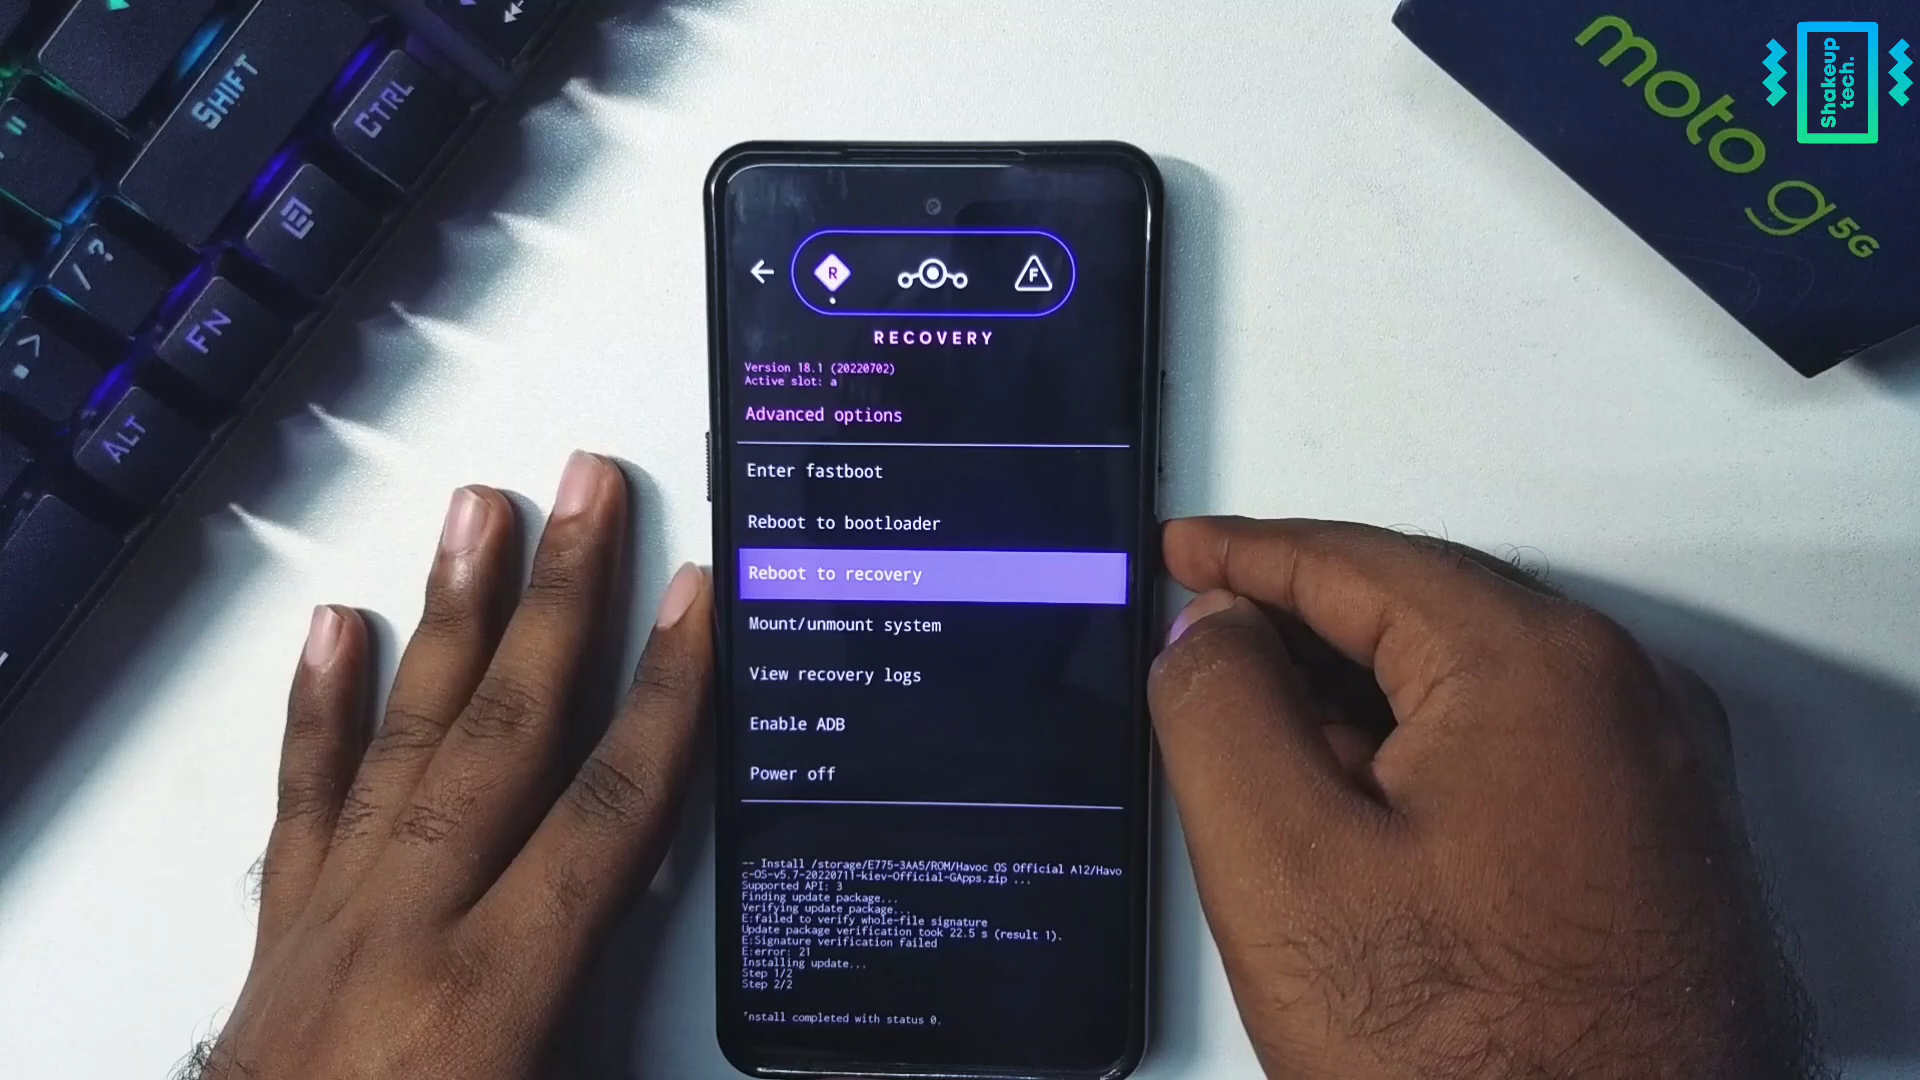 SHIFT
CTRL
/ ?
FN
. >
ALT
moto g 5G
Shakeup
tech.
R
F
RECOVERY
Version 18.1 (20220702)
Active slot: a
Advanced options
Enter fastboot
Reboot to bootloader
Reboot to recovery
Mount/unmount system
View recovery logs
Enable ADB
Power off
-- Install /storage/E775-3AA5/ROM/Havoc OS Official A12/Havo
c-OS-v5.7-20220711-kiev-Official-GApps.zip ...
Supported API: 3
Finding update package...
Verifying update package...
E:failed to verify whole-file signature
Update package verification took 22.5 s (result 1).
E:Signature verification failed
E:error: 21
Installing update...
Step 1/2
Step 2/2
nstall completed with status 0.